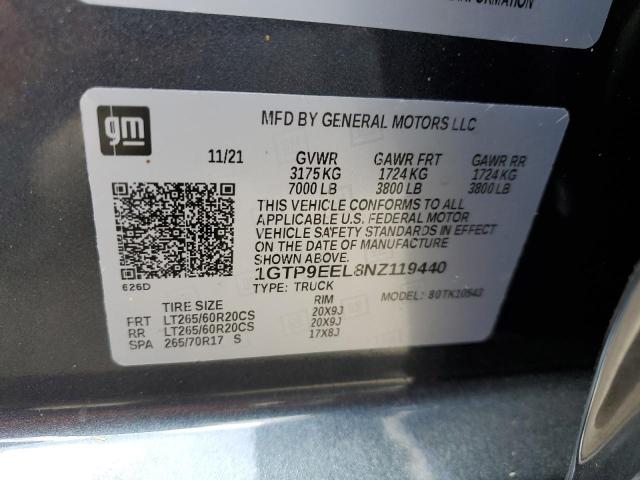 INFORMATION
gm
MFD BY GENERAL MOTORS LLC
11/21 GVWR GAWR FRT GAWR RR
3175 KG 1724 KG 1724 KG
7000 LB 3800 LB 3800 LB
THIS VEHICLE CONFORMS TO ALL
APPLICABLE U.S. FEDERAL MOTOR
VEHICLE SAFETY STANDARDS IN EFFECT
ON THE DATE OF MANUFACTURE
SHOWN ABOVE.
1GTP9EEL8NZ119440
626D
TYPE: TRUCK MODEL:
TIRE SIZE RIM
FRT LT265/60R20CS 20X9J
RR LT265/60R20CS 20X9J
SPA 265/70R17 S 17X8J